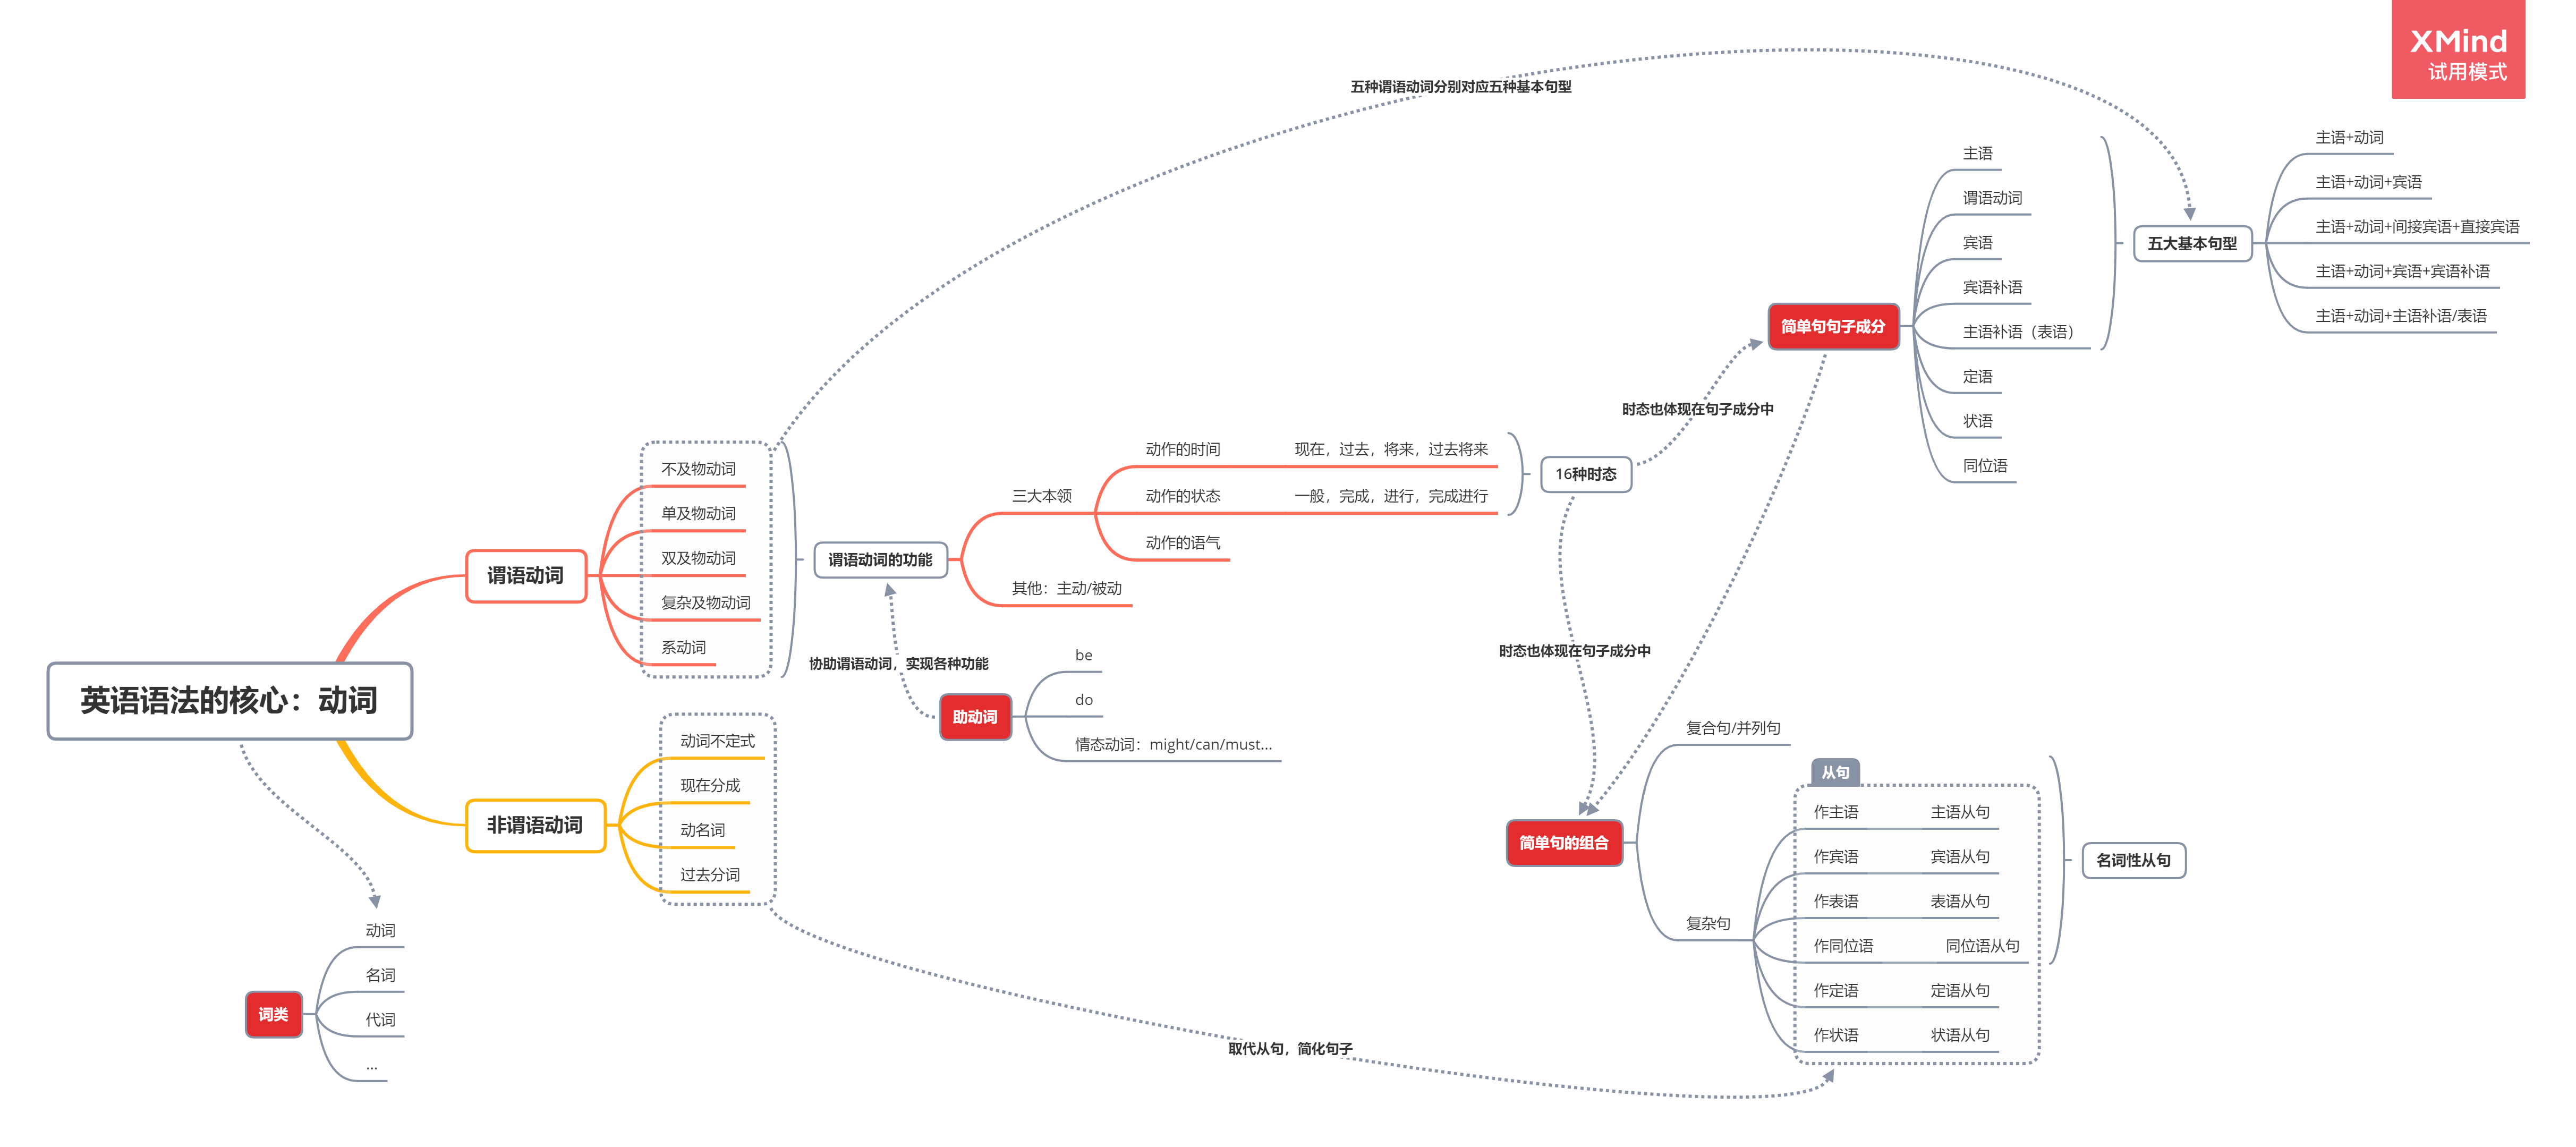 XMind
试用模式
五种谓语动词分别对应五种基本句型
主语+动词
主语+动词+宾语
主语+动词+间接宾语+直接宾语
主语+动词+宾语+宾语补语
主语+动词+主语补语/表语
五大基本句型
主语
谓语动词
宾语
宾语补语
主语补语（表语）
定语
状语
同位语
简单句句子成分
时态也体现在句子成分中
16种时态
动作的时间 现在，过去，将来，过去将来
动作的状态 一般，完成，进行，完成进行
动作的语气
三大本领
其他：主动/被动
谓语动词的功能
不及物动词
单及物动词
双及物动词
复杂及物动词
系动词
谓语动词
协助谓语动词，实现各种功能
助动词
be
do
情态动词：might/can/must...
时态也体现在句子成分中
英语语法的核心：动词
非谓语动词
动词不定式
现在分成
动名词
过去分词
简单句的组合
复合句/并列句
复杂句
从句
作主语 主语从句
作宾语 宾语从句
作表语 表语从句
作同位语 同位语从句
作定语 定语从句
作状语 状语从句
名词性从句
取代从句，简化句子
词类
动词
名词
代词
...